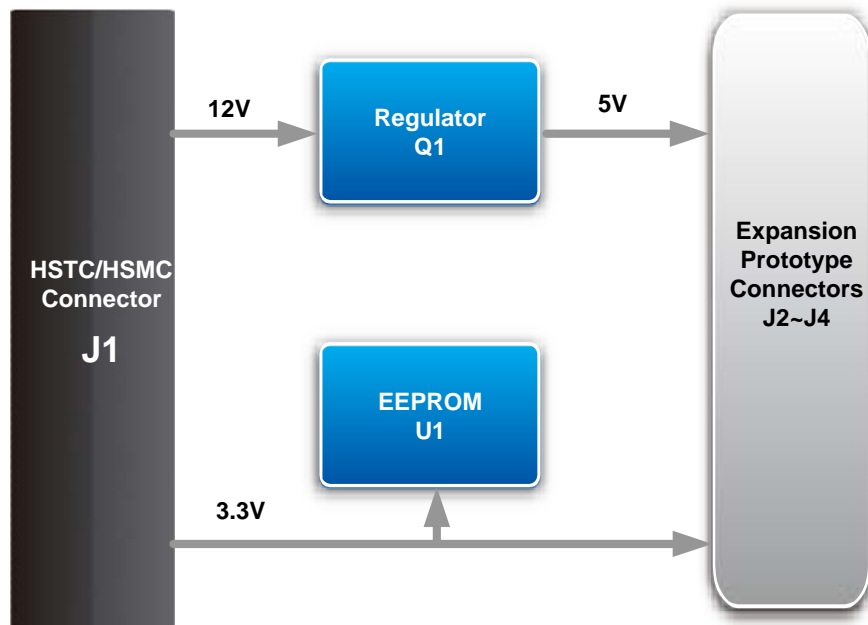 12V
Regulator
Q1
5V
HSTC/HSMC
Connector
J1
Expansion
Prototype
Connectors
J2~J4
EEPROM
U1
3.3V